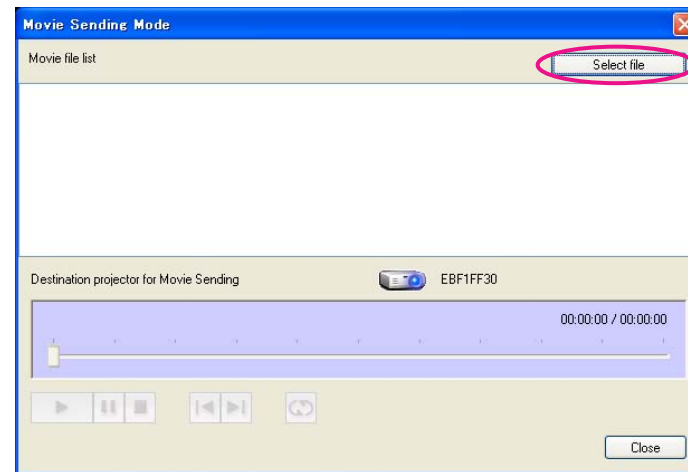 Movie Sending Mode
Movie file list
Select file
Destination projector for Movie Sending
EBF1FF30
00:00:00 / 00:00:00
Close